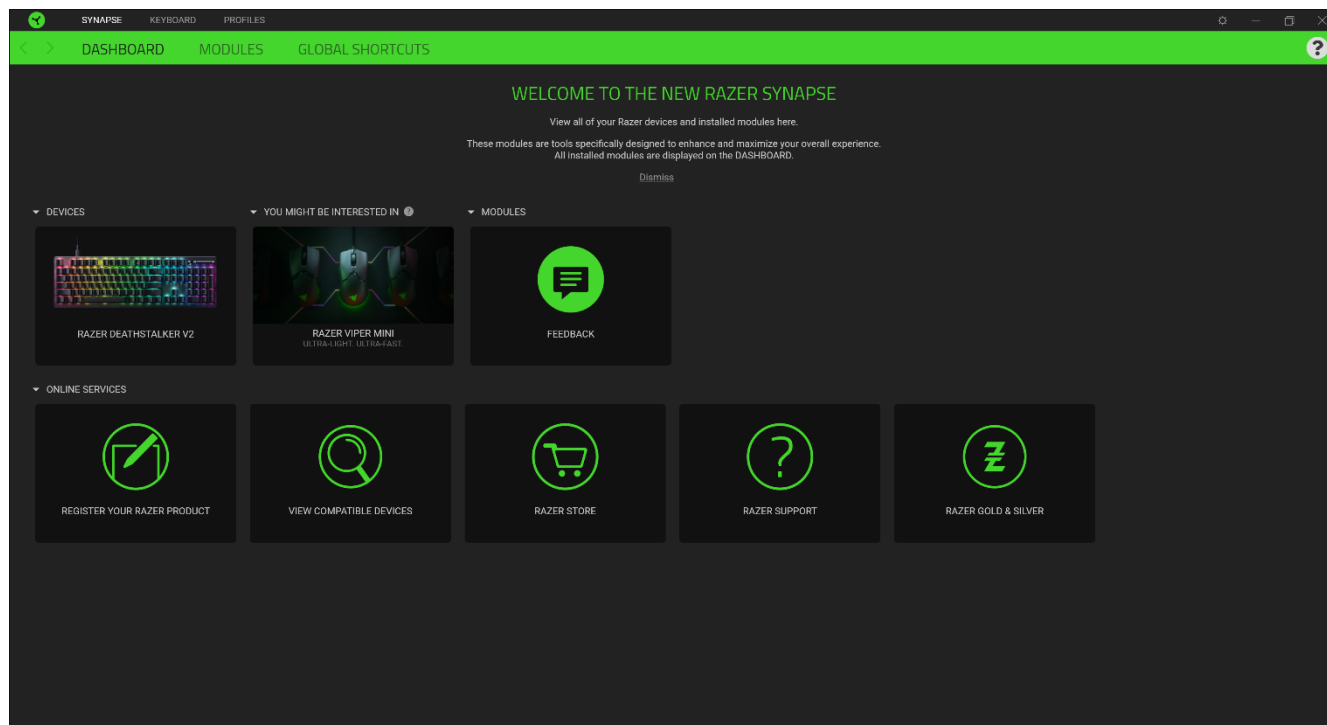 SYNAPSE KEYBOARD PROFILES
DASHBOARD MODULES GLOBAL SHORTCUTS
?
WELCOME TO THE NEW RAZER SYNAPSE
View all of your Razer devices and installed modules here.
These modules are tools specifically designed to enhance and maximize your overall experience.
All installed modules are displayed on the DASHBOARD.
Dismiss
DEVICES
YOU MIGHT BE INTERESTED IN ?
MODULES
RAZER DEATHSTALKER V2
RAZER VIPER MINI
ULTRA-LIGHT. ULTRA-FAST.
FEEDBACK
ONLINE SERVICES
REGISTER YOUR RAZER PRODUCT
VIEW COMPATIBLE DEVICES
RAZER STORE
?
RAZER SUPPORT
RAZER GOLD & SILVER